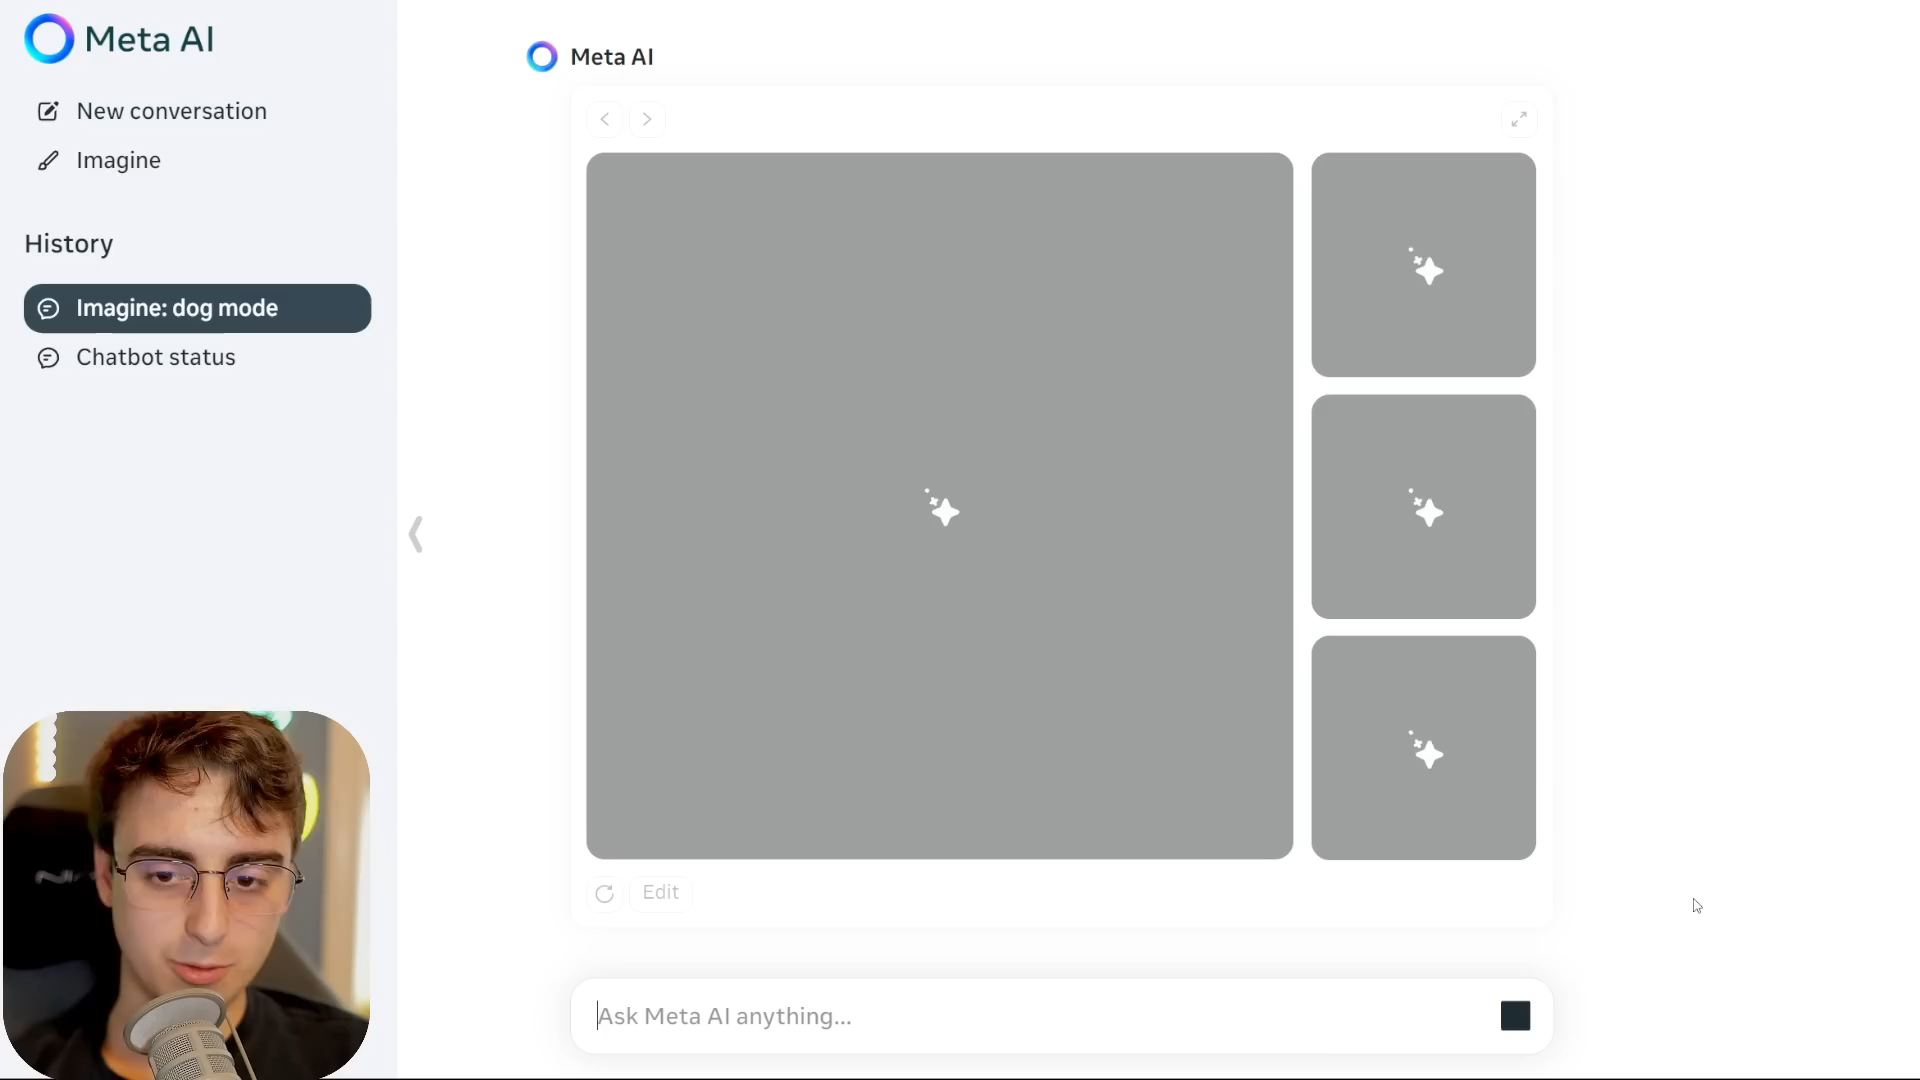 Meta AI
New conversation
Imagine
History
Imagine: dog mode
Chatbot status
Meta AI
Edit
Ask Meta AI anything...